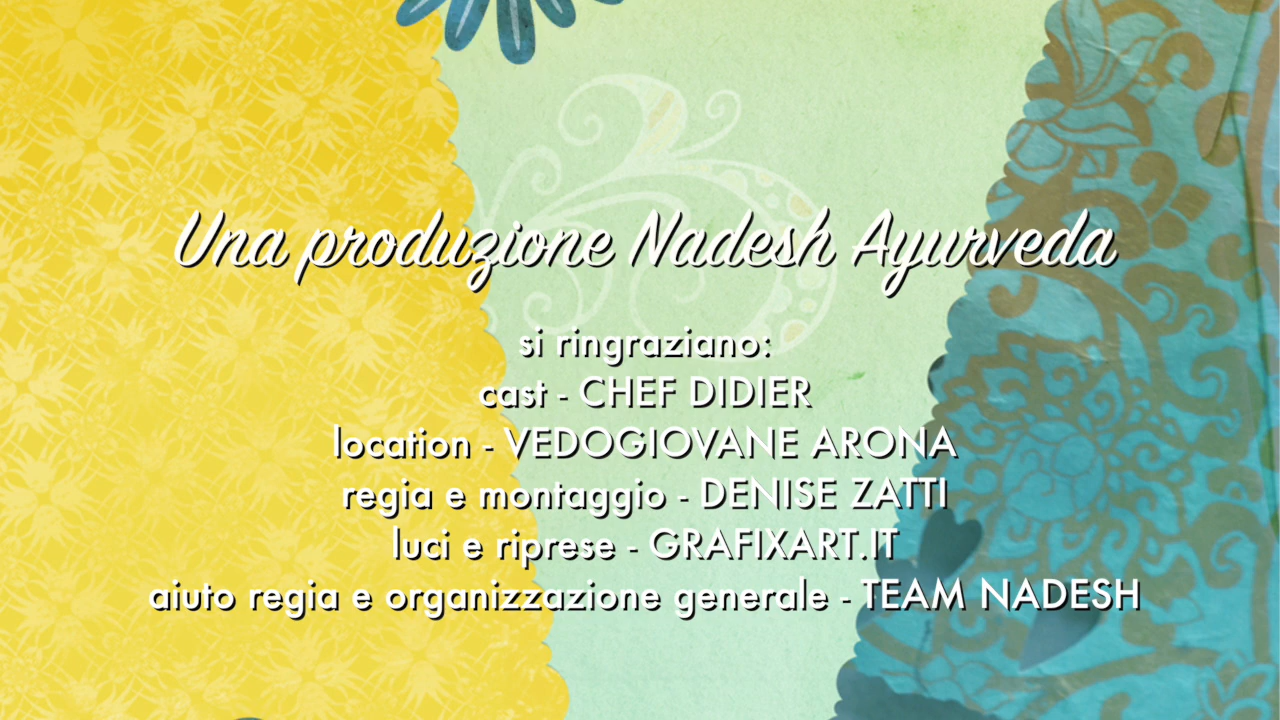 Una produzione Nadesh Ayurveda
si ringraziano:
cast - CHEF DIDIER
location - VEDOGIOVANE ARONA
regia e montaggio - DENISE ZATTI
luci e riprese - GRAFIXART.IT
aiuto regia e organizzazione generale - TEAM NADESH